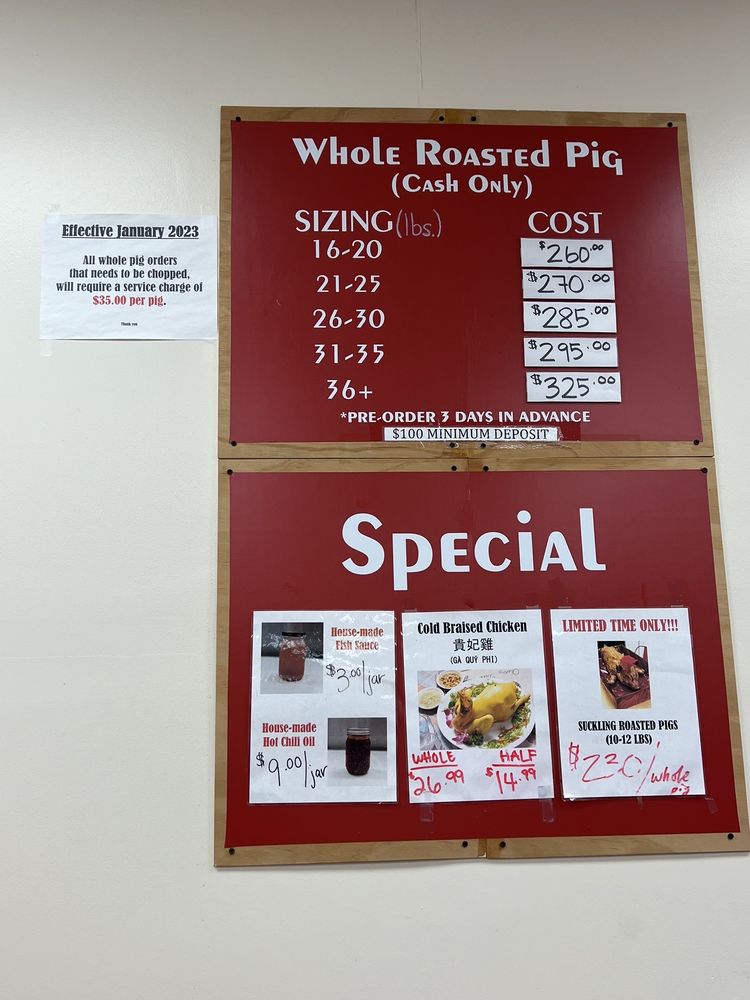 Effective January 2023
All whole pig orders
that needs to be chopped,
will require a service charge of
$35.00 per pig.
Thank you
Whole Roasted Pig
(Cash Only)
SIZING (lbs.) COST
16-20 $260.00
21-25 $270.00
26-30 $285.00
31-35 $295.00
36+ $325.00
*PRE-ORDER 3 DAYS IN ADVANCE
$100 MINIMUM DEPOSIT
Special
House-made
Fish Sauce
$3.00/jar
House-made
Hot Chili Oil
$9.00/jar
Cold Braised Chicken
貴妃雞
(GÀ QUÝ PHI)
WHOLE HALF
$26.99 $14.99
LIMITED TIME ONLY!!!
SUCKLING ROASTED PIGS
(10-12 LBS)
$220/whole
pig